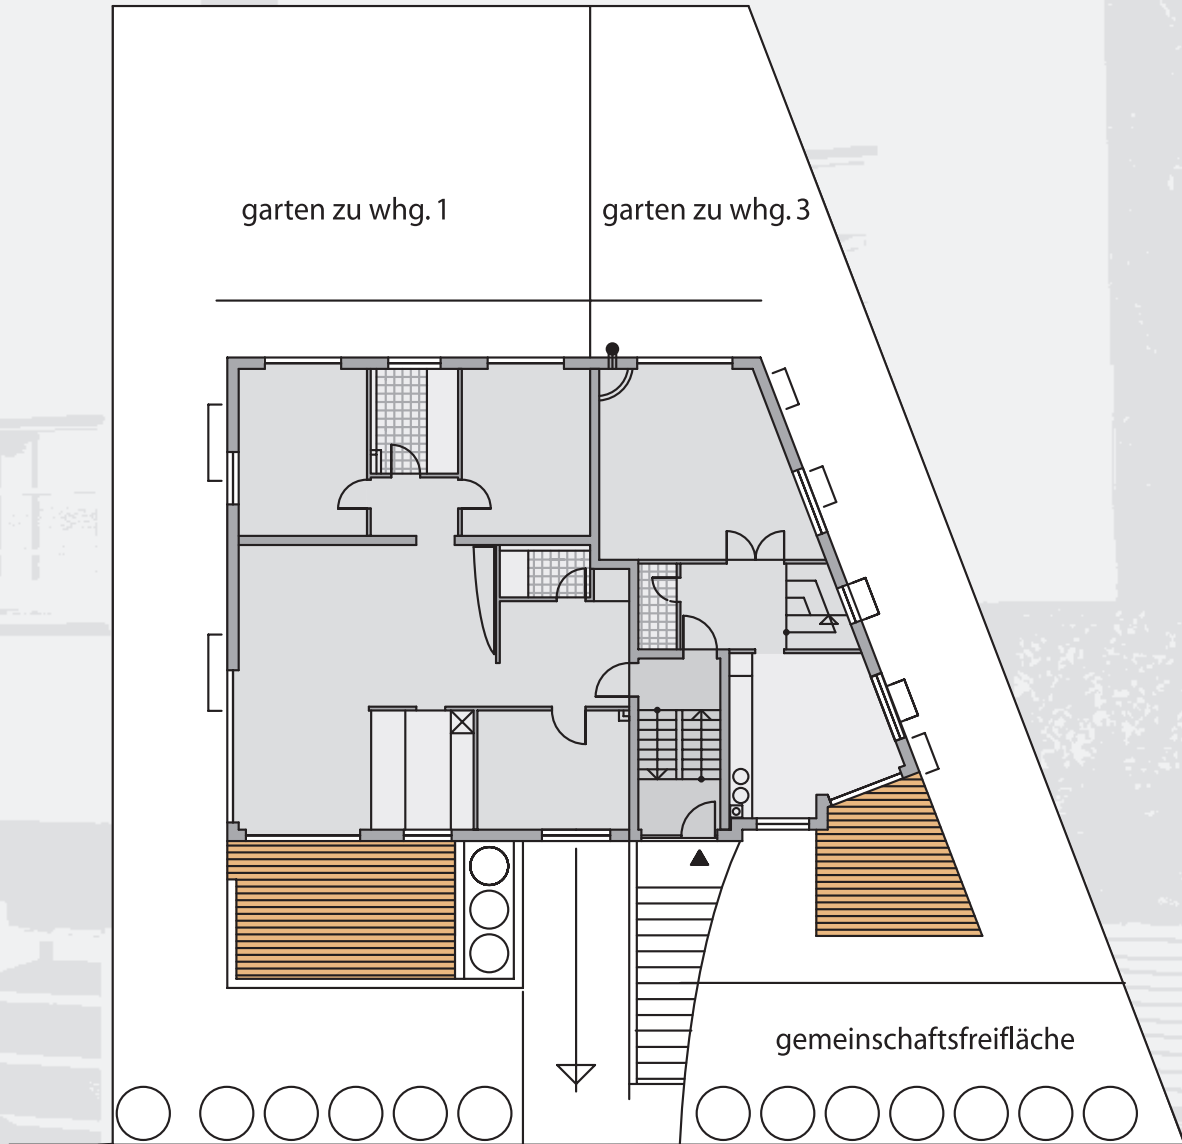 garten zu whg. 1
garten zu whg. 3
gemeinschaftsfreifläche